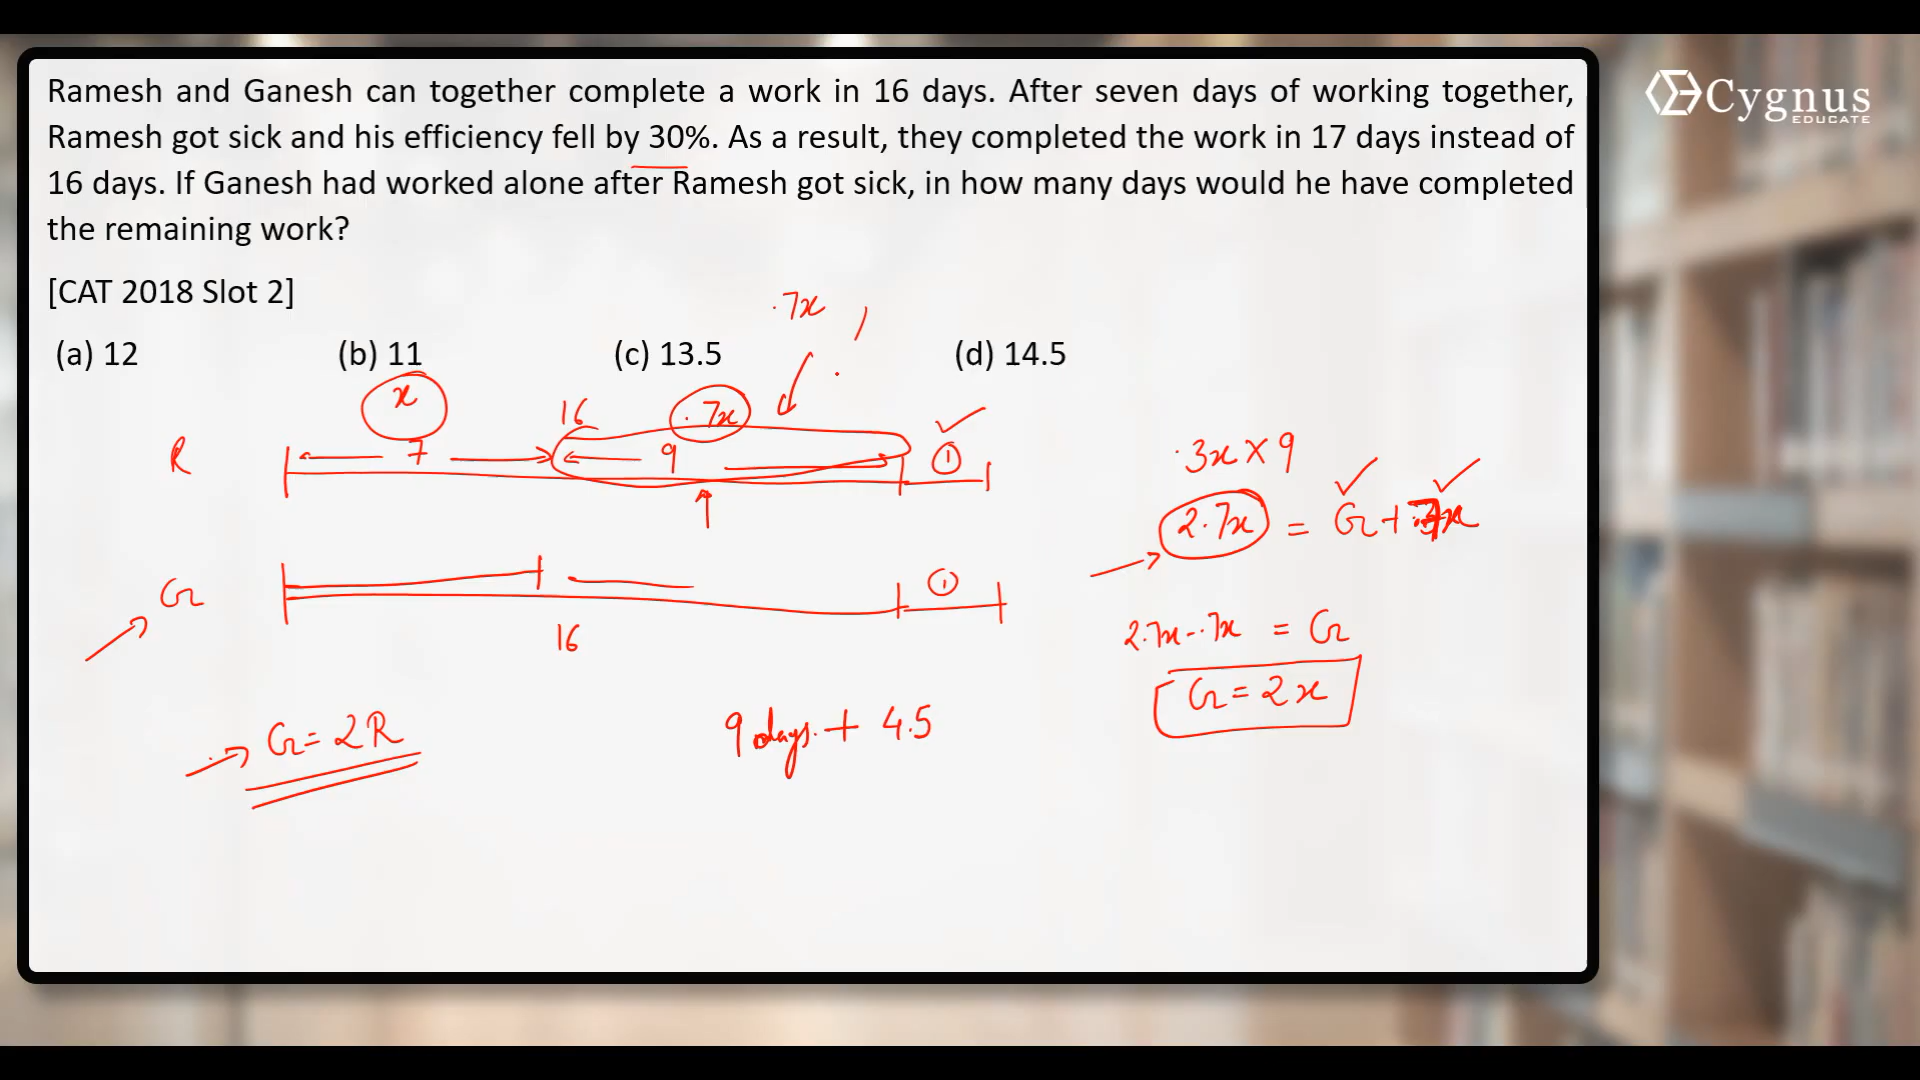 Cygnus
EDUCATE
Ramesh and Ganesh can together complete a work in 16 days. After seven days of working together,
Ramesh got sick and his efficiency fell by 30%. As a result, they completed the work in 17 days instead of
16 days. If Ganesh had worked alone after Ramesh got sick, in how many days would he have completed
the remaining work?
[CAT 2018 Slot 2]
.7x
(a) 12 (b) 11 (c) 13.5 (d) 14.5
x 16 .7x
R 7 9 1
.3x × 9
2.7x = G + .7x
G 1
16
2.7x - .7x = G
G = 2x
G = 2R
9 days. + 4.5